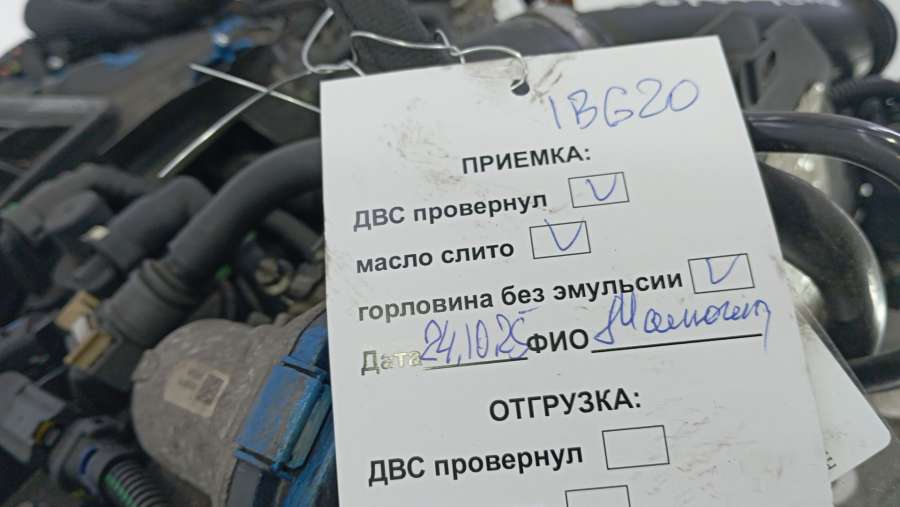 1BG20
ПРИЕМКА:
ДВС провернул
масло слито
горловина без эмульсии
Дата 24.10.25 ФИО
ОТГРУЗКА:
ДВС провернул